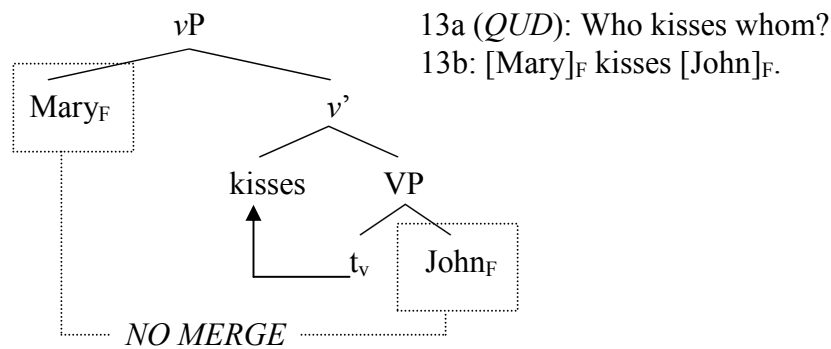 vP
13a (QUD): Who kisses whom?
13b: [Mary]F kisses [John]F.
MaryF
v’
kisses
VP
tv
JohnF
NO MERGE